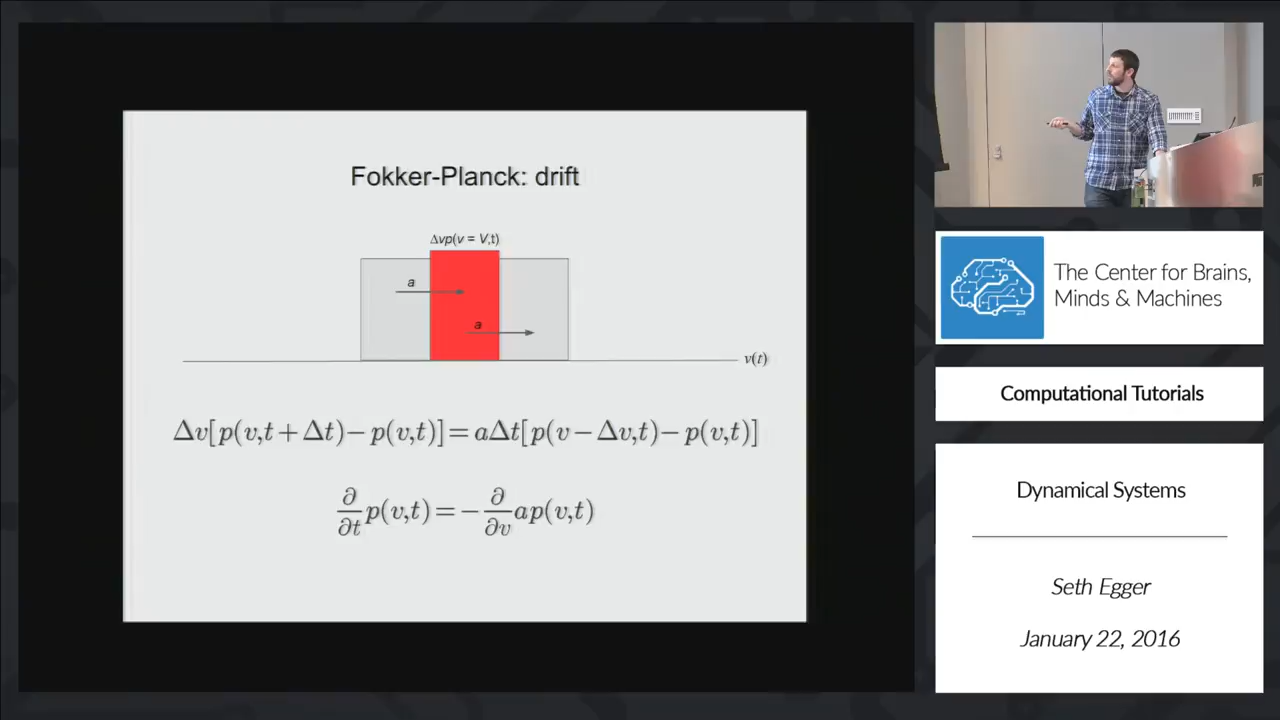 Fokker-Planck: drift
Δvp(v = V,t)
a
a
v(t)
Δv[p(v,t+Δt)−p(v,t)]=aΔt[p(v−Δv,t)−p(v,t)]
∂/∂t p(v,t)=−∂/∂v ap(v,t)
The Center for Brains,
Minds & Machines
Computational Tutorials
Dynamical Systems
Seth Egger
January 22, 2016